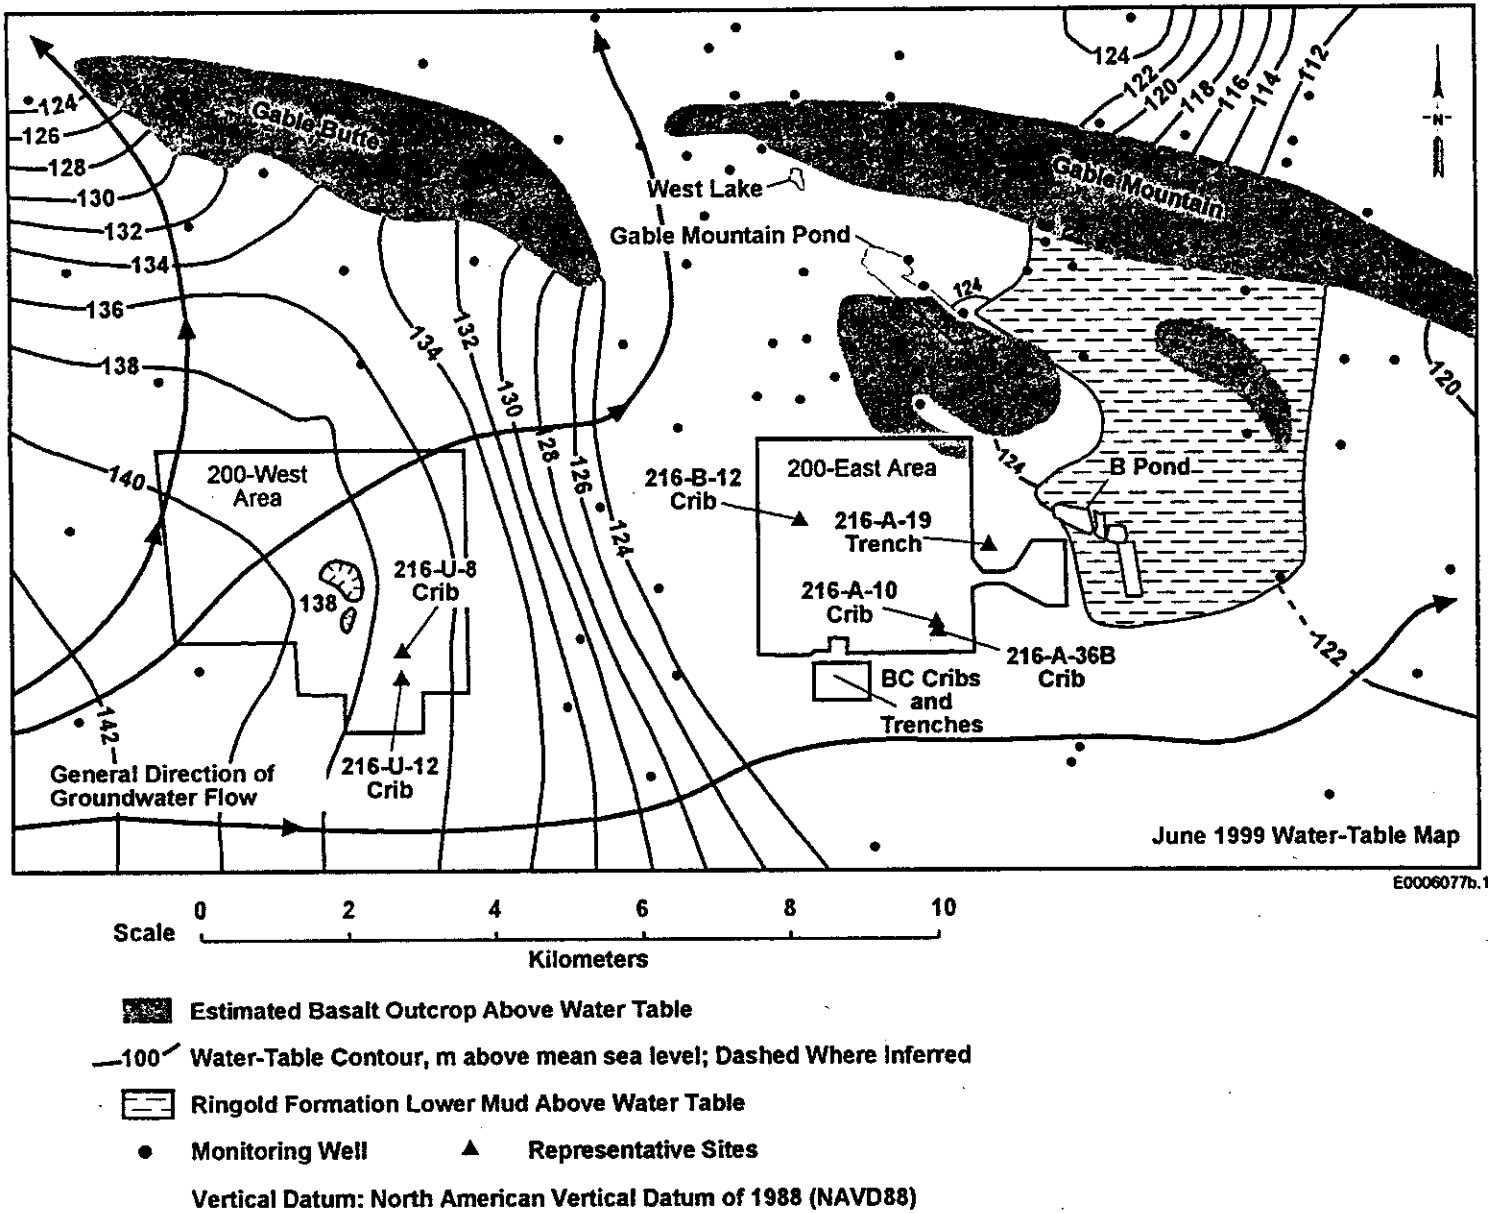 124
126
128
130
132
134
136
138
140
142
Gable Butte
134
132
130
128
126
124
West Lake
Gable Mountain Pond
Gable Mountain
124
122
120
118
116
114
112
-N-
124
120
200-West
Area
138
216-U-8
Crib
216-U-12
Crib
216-B-12
Crib
200-East Area
216-A-19
Trench
216-A-10
Crib
216-A-36B
Crib
BC Cribs
and
Trenches
124
B Pond
122
General Direction of
Groundwater Flow
June 1999 Water-Table Map
E0006077b.1
0 2 4 6 8 10
Scale
Kilometers
Estimated Basalt Outcrop Above Water Table
100 Water-Table Contour, m above mean sea level; Dashed Where Inferred
Ringold Formation Lower Mud Above Water Table
Monitoring Well Representative Sites
Vertical Datum: North American Vertical Datum of 1988 (NAVD88)